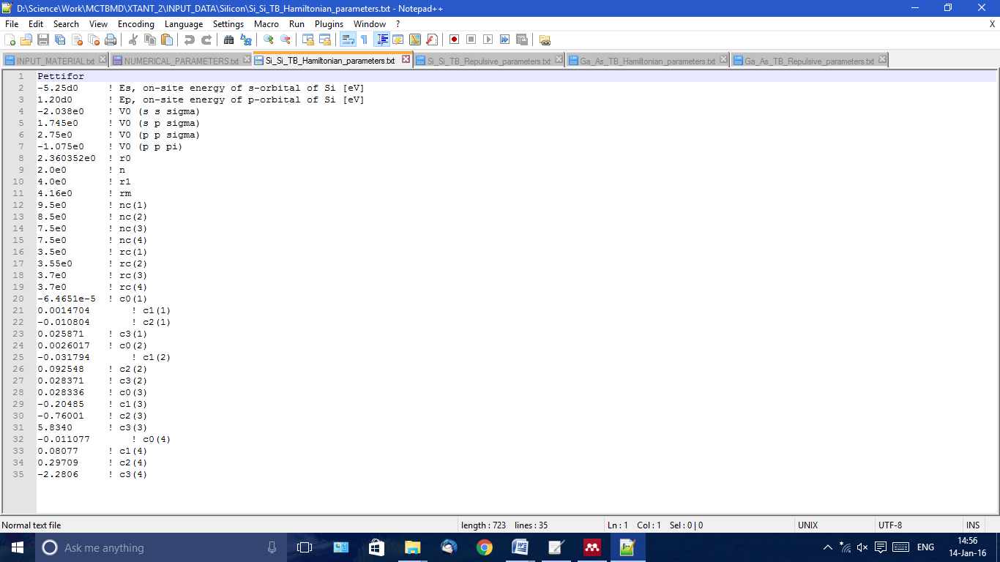 D:\Science\Work\MCTBMD\XTANT_2\INPUT_DATA\Silicon\Si_Si_TB_Hamiltonian_parameters.txt - Notepad++
File Edit Search View Encoding Language Settings Macro Run Plugins Window ? X
INPUT_MATERIAL.txt NUMERICAL_PARAMETERS.txt Si_Si_TB_Hamiltonian_parameters.txt Si_Si_TB_Repulsive_parameters.txt Ga_As_TB_Hamiltonian_parameters.txt Ga_As_TB_Repulsive_parameters.txt
1 Pettifor
2 -5.25d0 ! Es, on-site energy of s-orbital of Si [eV]
3 1.20d0 ! Ep, on-site energy of p-orbital of Si [eV]
4 -2.038e0 ! V0 (s s sigma)
5 1.745e0 ! V0 (s p sigma)
6 2.75e0 ! V0 (p p sigma)
7 -1.075e0 ! V0 (p p pi)
8 2.360352e0 ! r0
9 2.0e0 ! n
10 4.0e0 ! r1
11 4.16e0 ! rm
12 9.5e0 ! nc(1)
13 8.5e0 ! nc(2)
14 7.5e0 ! nc(3)
15 7.5e0 ! nc(4)
16 3.5e0 ! rc(1)
17 3.55e0 ! rc(2)
18 3.7e0 ! rc(3)
19 3.7e0 ! rc(4)
20 -6.4651e-5 ! c0(1)
21 0.0014704 ! c1(1)
22 -0.010804 ! c2(1)
23 0.025871 ! c3(1)
24 0.0026017 ! c0(2)
25 -0.031794 ! c1(2)
26 0.092548 ! c2(2)
27 0.028371 ! c3(2)
28 0.028336 ! c0(3)
29 -0.20485 ! c1(3)
30 -0.76001 ! c2(3)
31 5.8340 ! c3(3)
32 -0.011077 ! c0(4)
33 0.08077 ! c1(4)
34 0.29709 ! c2(4)
35 -2.2806 ! c3(4)
Normal text file length : 723 lines : 35 Ln : 1 Col : 1 Sel : 0 | 0 UNIX UTF-8 INS
Ask me anything ENG 14:56
14-Jan-16